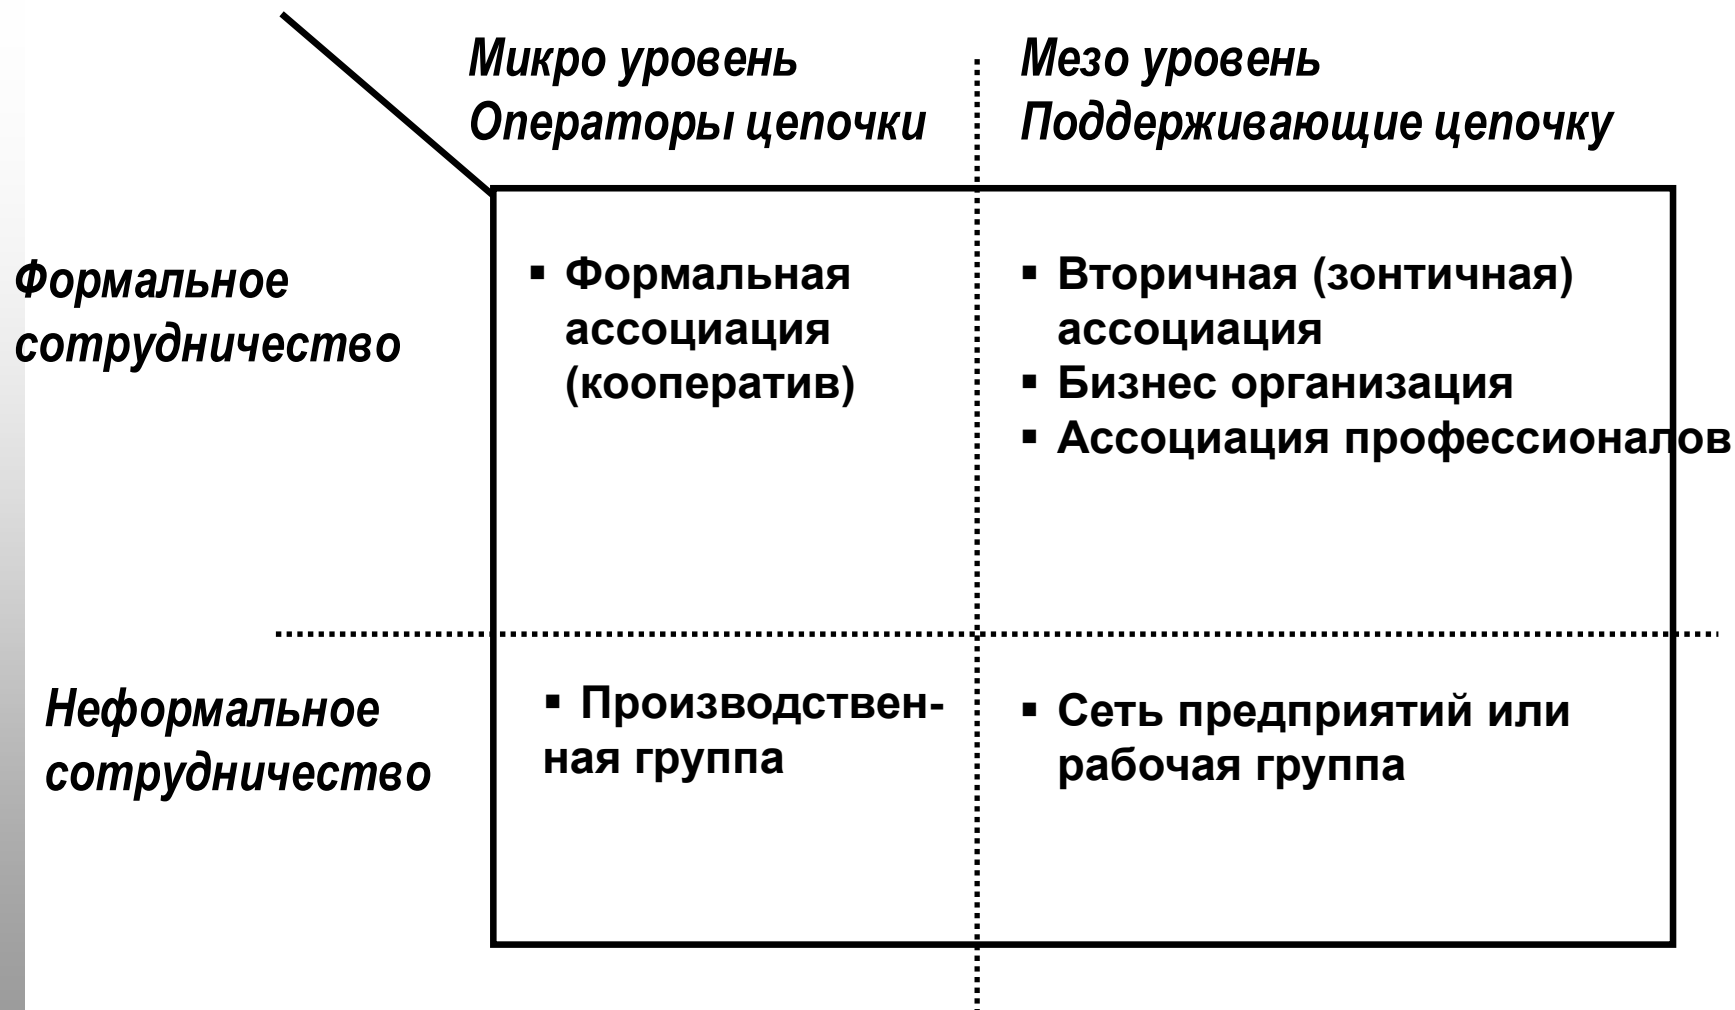 Микро уровень
Операторы цепочки
Мезо уровень
Поддерживающие цепочку
Формальное
сотрудничество
▪ Формальная
ассоциация
(кооператив)
▪ Вторичная (зонтичная)
ассоциация
▪ Бизнес организация
▪ Ассоциация профессионалов
Неформальное
сотрудничество
▪ Производствен-
ная группа
▪ Сеть предприятий или
рабочая группа